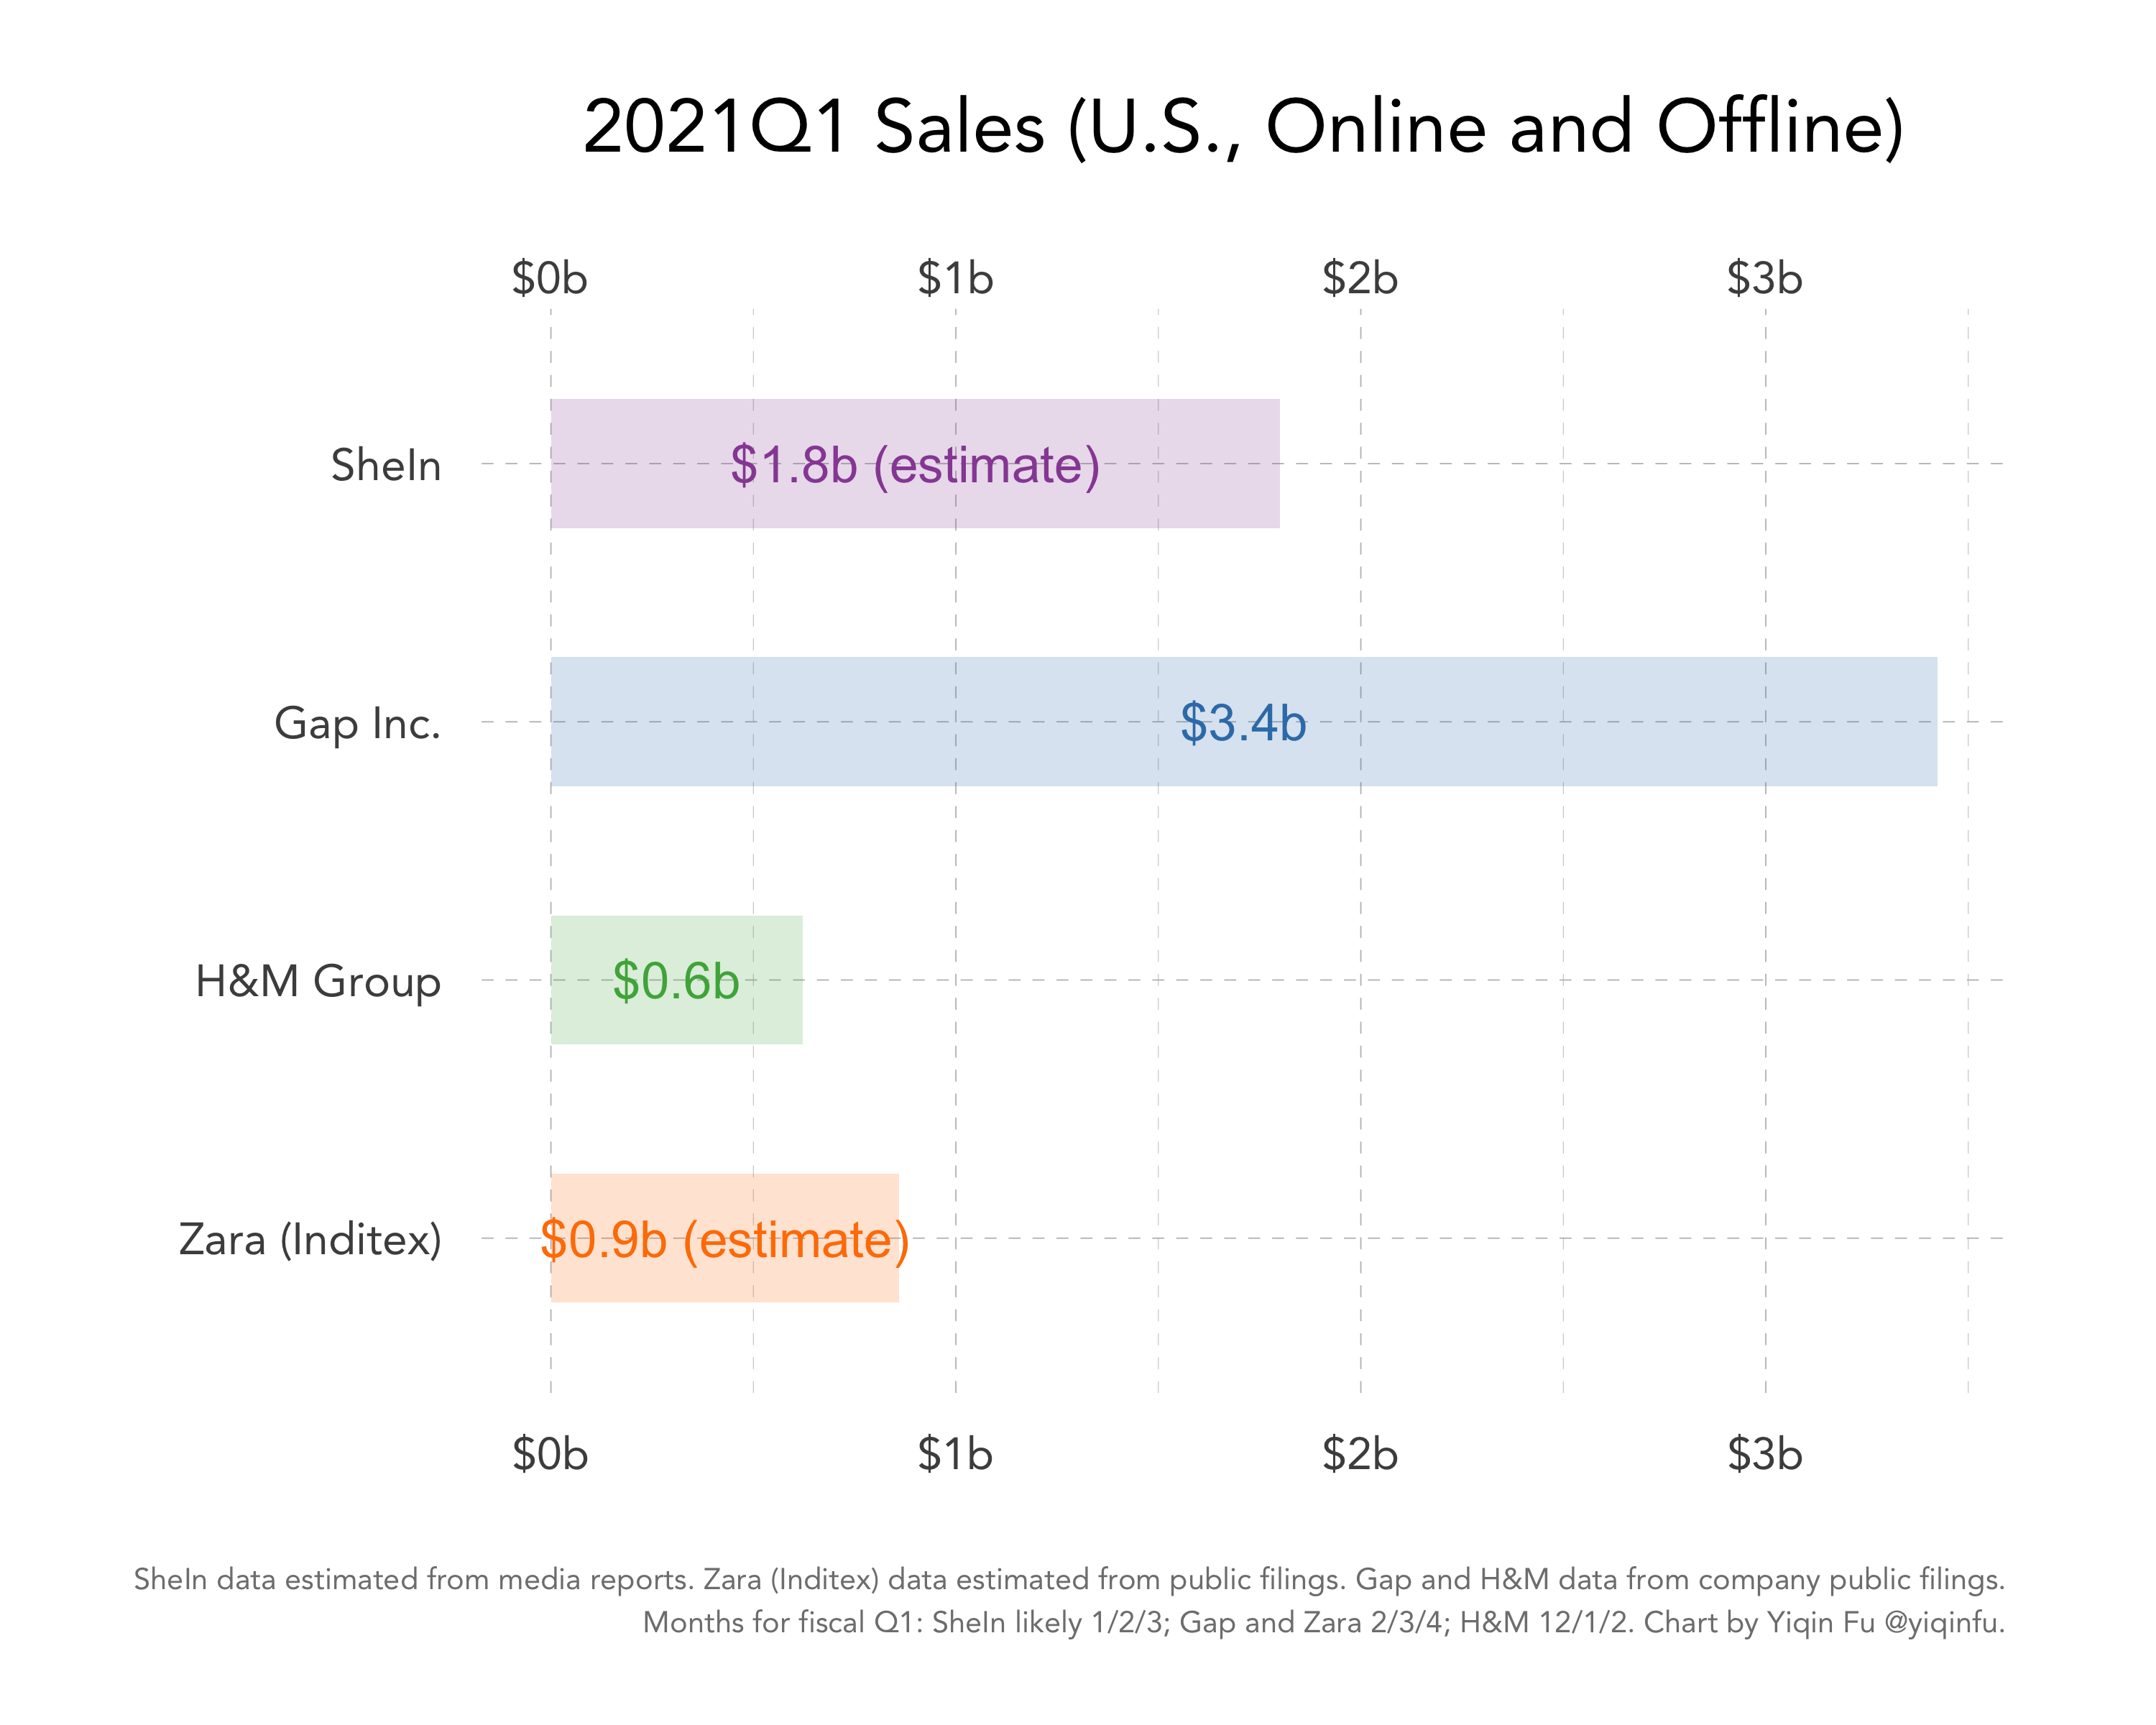 2021Q1 Sales (U.S., Online and Offline)
$0b $1b $2b $3b
SheIn $1.8b (estimate)
Gap Inc. $3.4b
H&M Group $0.6b
Zara (Inditex) $0.9b (estimate)
$0b $1b $2b $3b
SheIn data estimated from media reports. Zara (Inditex) data estimated from public filings. Gap and H&M data from company public filings.
Months for fiscal Q1: SheIn likely 1/2/3; Gap and Zara 2/3/4; H&M 12/1/2. Chart by Yiqin Fu @yiqinfu.